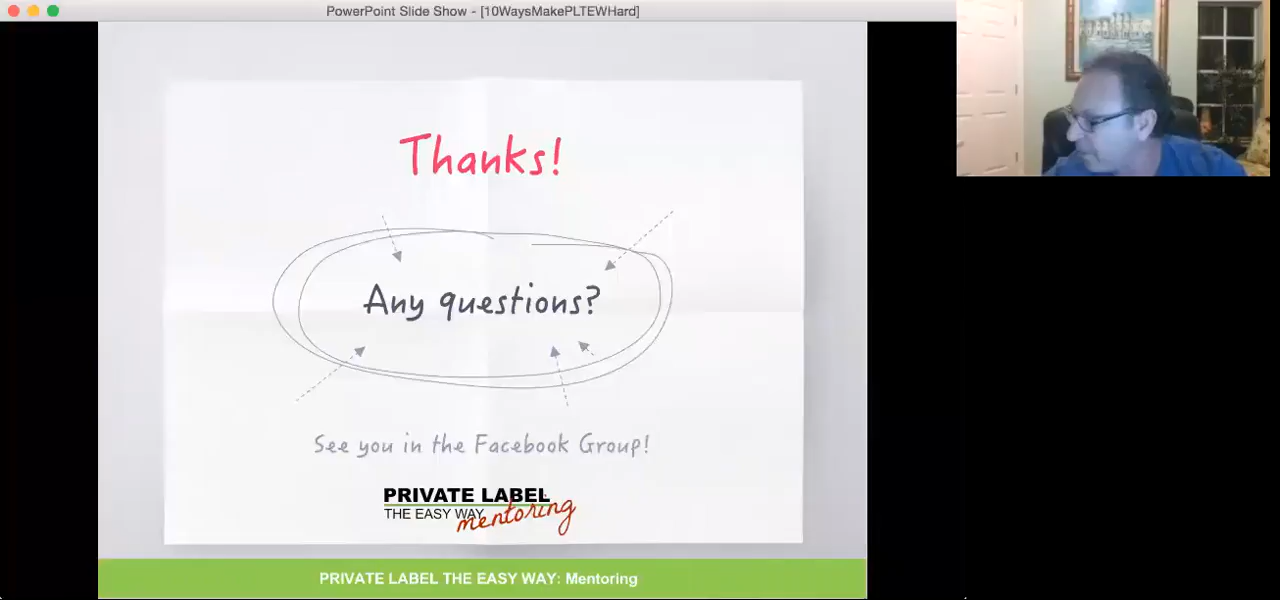 PowerPoint Slide Show - [10WaysMakePLTEWHard]
Thanks!
Any questions?
See you in the Facebook Group!
PRIVATE LABEL
THE EASY WAY
mentoring
PRIVATE LABEL THE EASY WAY: Mentoring